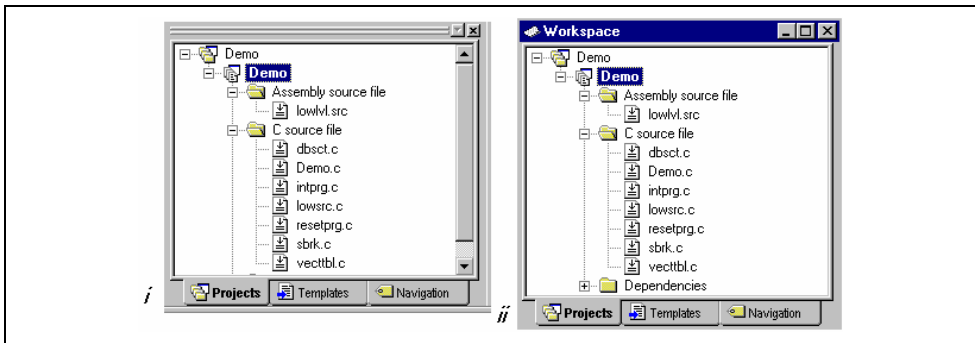 Demo
Demo
Assembly source file
lowlvl.src
C source file
dbsct.c
Demo.c
intprg.c
lowsrc.c
resetprg.c
sbrk.c
vecttbl.c
Projects Templates Navigation
i
Workspace
Demo
Demo
Assembly source file
lowlvl.src
C source file
dbsct.c
Demo.c
intprg.c
lowsrc.c
resetprg.c
sbrk.c
vecttbl.c
Dependencies
Projects Templates Navigation
ii